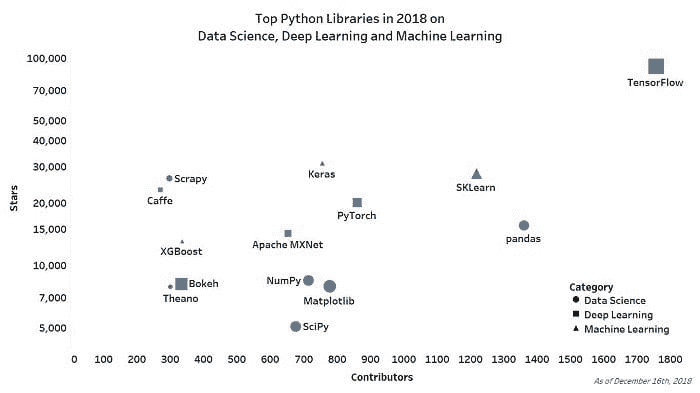 Top Python Libraries in 2018 on
Data Science, Deep Learning and Machine Learning
100,000
TensorFlow
70,000
50,000
40,000
30,000
Keras
Scrapy
SKLearn
Caffe
20,000
PyTorch
Stars
15,000
pandas
Apache MXNet
XGBoost
10,000
NumPy
Bokeh
Theano
Matplotlib
7,000
5,000
SciPy
Category
Data Science
Deep Learning
Machine Learning
0 100 200 300 400 500 600 700 800 900 1000 1100 1200 1300 1400 1500 1600 1700 1800
Contributors
As of December 16th, 2018